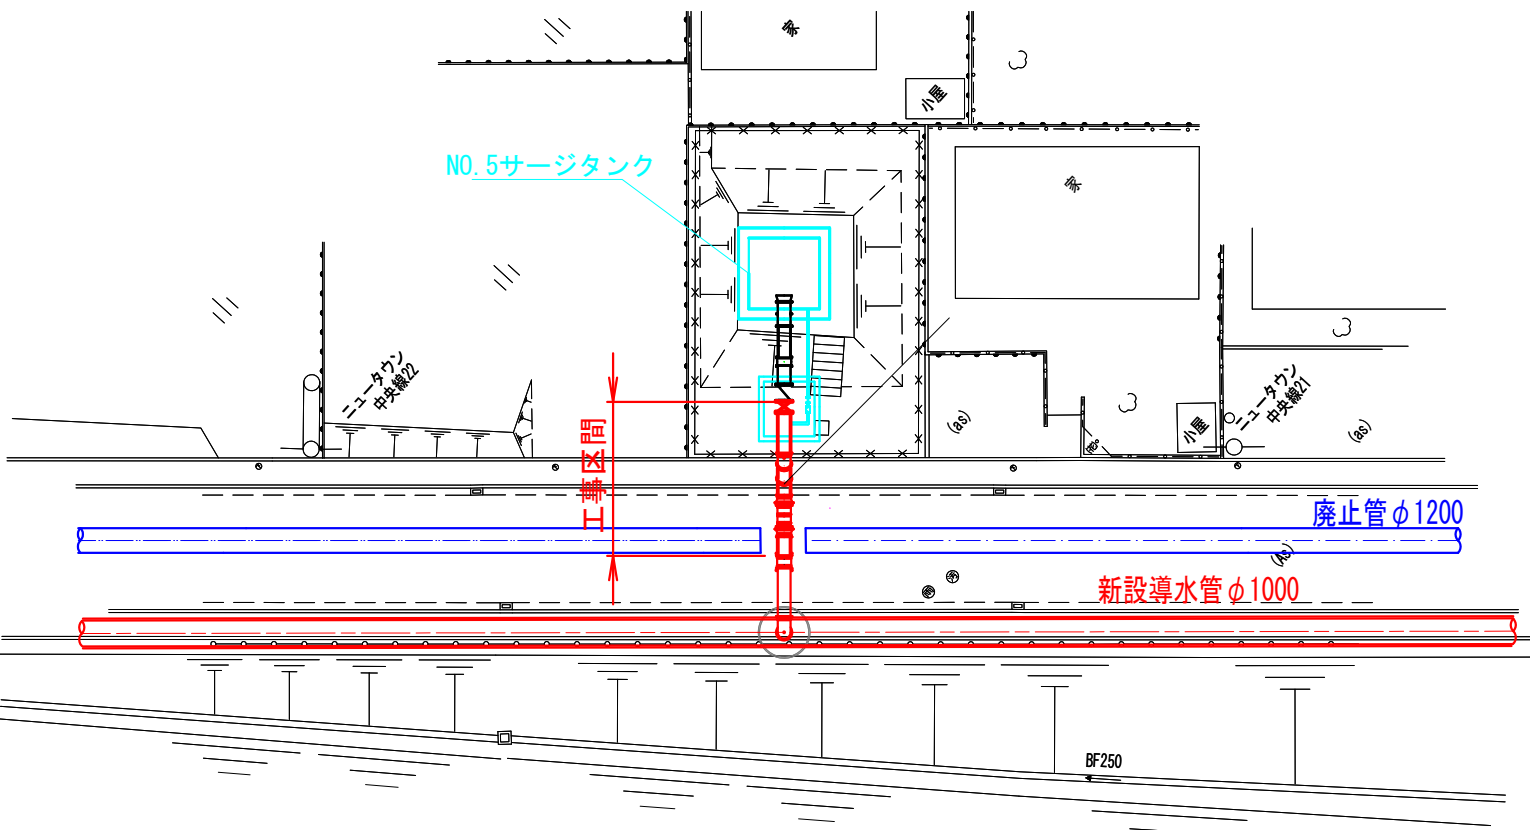 家
小屋
NO.5サージタンク
家
ニュータウン
中央線22
ニュータウン
中央線21
小屋
(as)
(as)
工事区間
廃止管φ1200
(As)
新設導水管φ1000
BF250